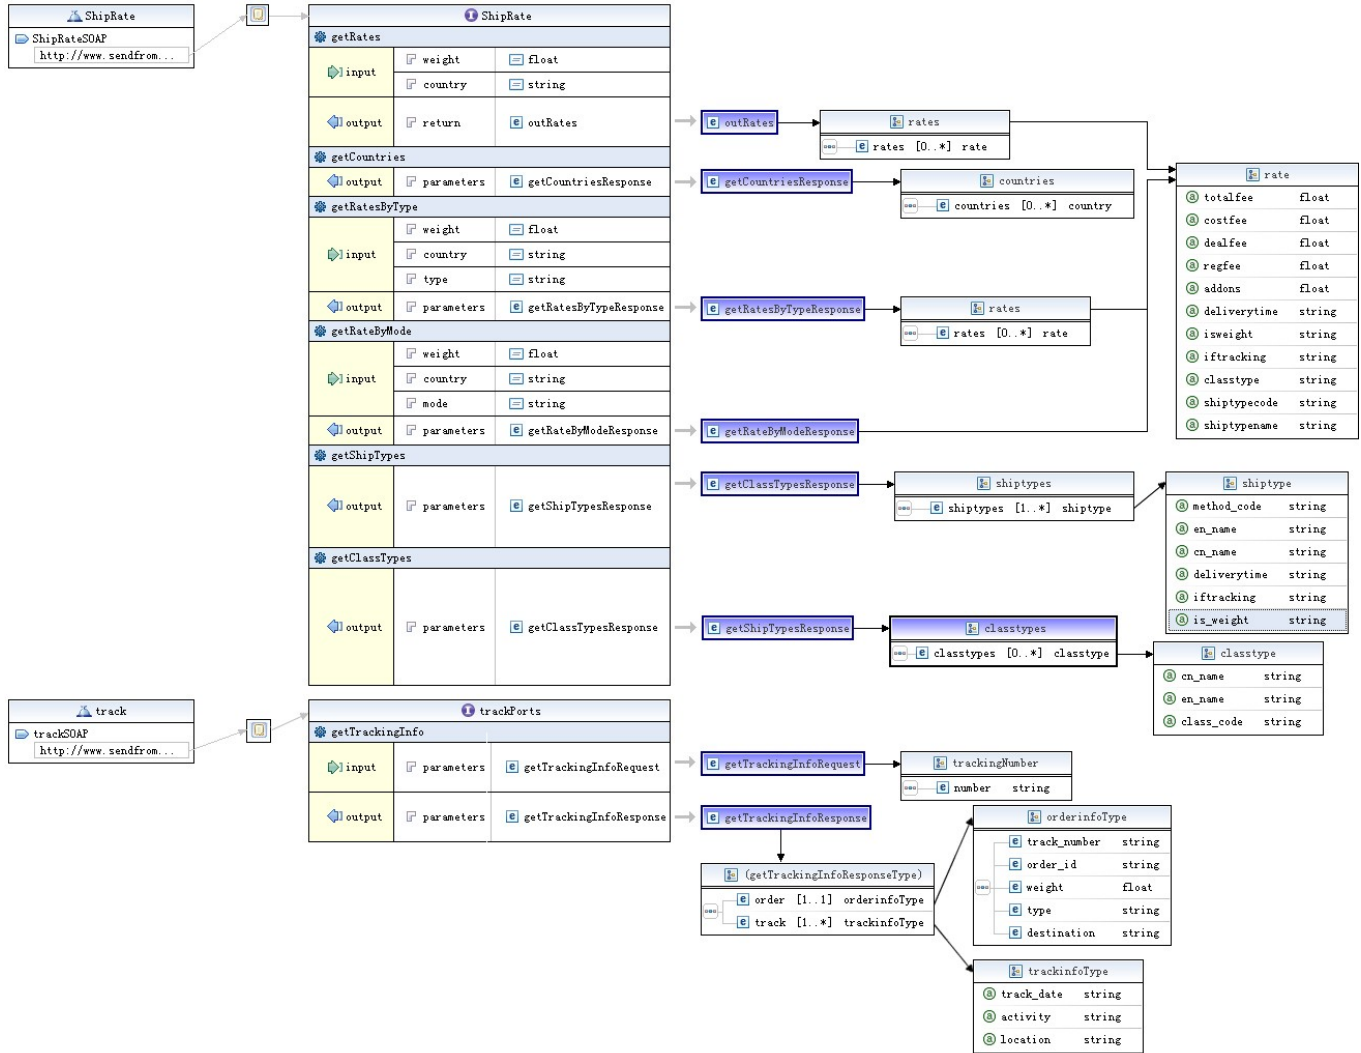 ShipRate
ShipRateSOAP
http://www.sendfrom...
ShipRate
getRates
input
weight float
country string
output return outRates
getCountries
output parameters getCountriesResponse
getRatesByType
input
weight float
country string
type string
output parameters getRatesByTypeResponse
getRateByMode
input
weight float
country string
mode string
output parameters getRateByModeResponse
getShipTypes
output parameters getShipTypesResponse
getClassTypes
output parameters getClassTypesResponse
outRates
rates
rates [0..*] rate
getCountriesResponse
countries
countries [0..*] country
getRatesByTypeResponse
rates
rates [0..*] rate
getRateByModeResponse
rate
totalfee float
costfee float
dealfee float
regfee float
addons float
deliverytime string
isweight string
iftracking string
classtype string
shiptypecode string
shiptypename string
getClassTypesResponse
shiptypes
shiptypes [1..*] shiptype
shiptype
method_code string
en_name string
cn_name string
deliverytime string
iftracking string
is_weight string
getShipTypesResponse
classtypes
classtypes [0..*] classtype
classtype
cn_name string
en_name string
class_code string
track
trackSOAP
http://www.sendfrom...
trackPorts
getTrackingInfo
input parameters getTrackingInfoRequest
output parameters getTrackingInfoResponse
getTrackingInfoRequest
trackingNumber
number string
getTrackingInfoResponse
(getTrackingInfoResponseType)
order [1..1] orderinfoType
track [1..*] trackinfoType
orderinfoType
track_number string
order_id string
weight float
type string
destination string
trackinfoType
track_date string
activity string
location string